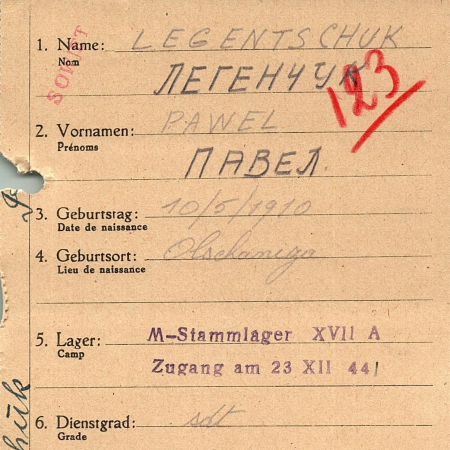 SOWJET
1. Name: LEGENTSCHUK
Nom
ЛЕГЕНЧУК
123
2. Vornamen: PAWEL
Prénoms
ПАВЕЛ.
3. Geburtstag: 10/5/1910
Date de naissance
4. Geburtsort: Olschaniza
Lieu de naissance
5. Lager: M-Stammlager XVII A
Camp
Zugang am 23 XII 44
6. Dienstgrad: sdt
Grade